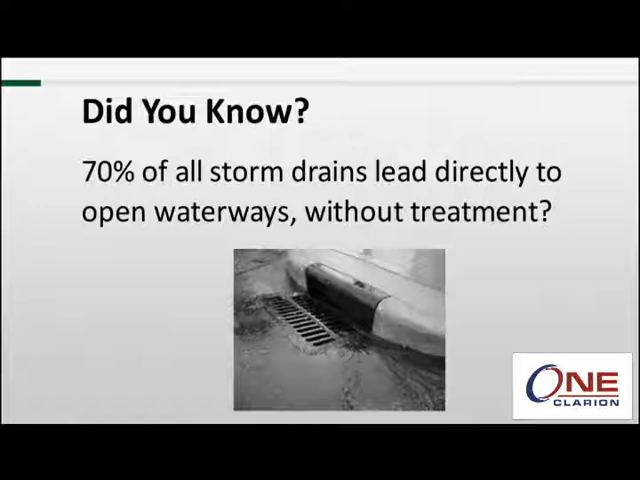 Did You Know?
70% of all storm drains lead directly to
open waterways, without treatment?
ONE
CLARION